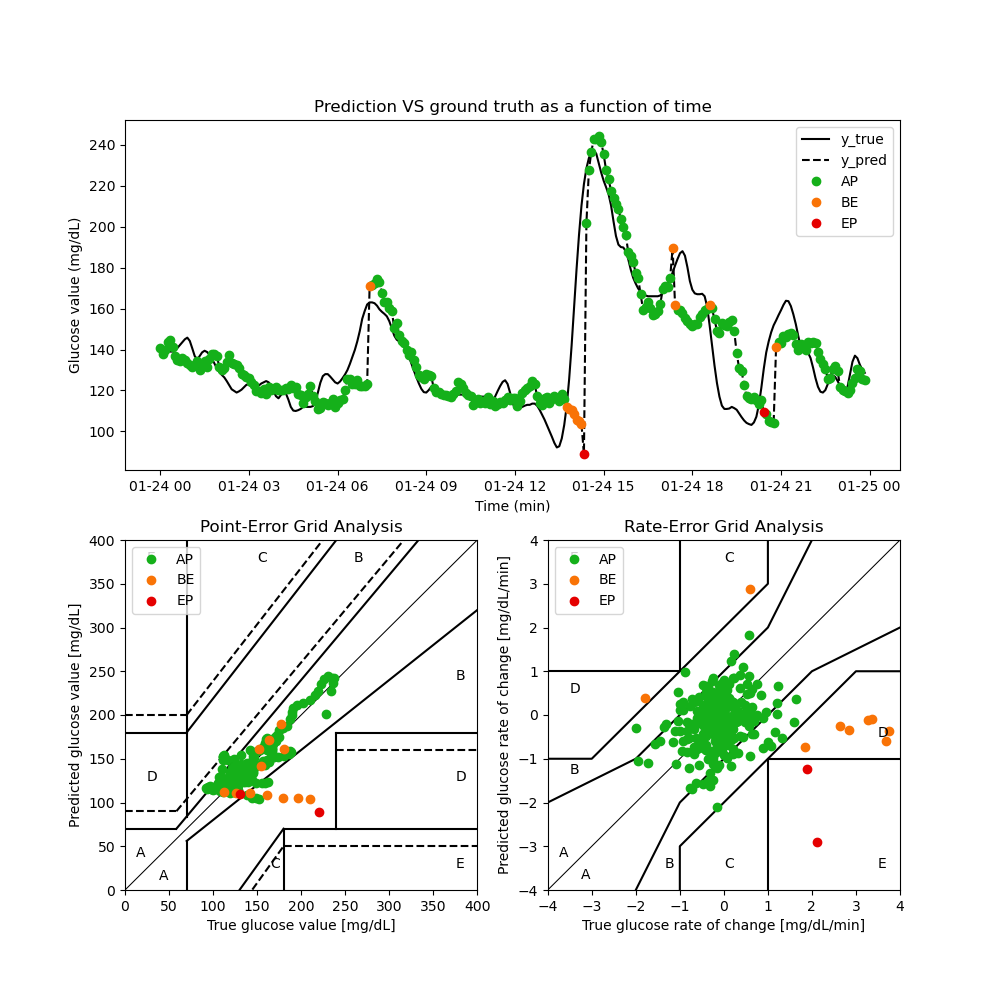 Prediction VS ground truth as a function of time
Glucose value (mg/dL)
240
220
200
180
160
140
120
100
y_true
y_pred
AP
BE
EP
01-24 00 01-24 03 01-24 06 01-24 09 01-24 12 01-24 15 01-24 18 01-24 21 01-25 00
Time (min)
Point-Error Grid Analysis
Predicted glucose value [mg/dL]
400
350
300
250
200
150
100
50
0
AP
BE
EP
C
B
B
D
D
A
A
C
E
0 50 100 150 200 250 300 350 400
True glucose value [mg/dL]
Rate-Error Grid Analysis
Predicted glucose rate of change [mg/dL/min]
4
3
2
1
0
−1
−2
−3
−4
AP
BE
EP
C
D
D
B
A
A
B
C
E
−4 −3 −2 −1 0 1 2 3 4
True glucose rate of change [mg/dL/min]